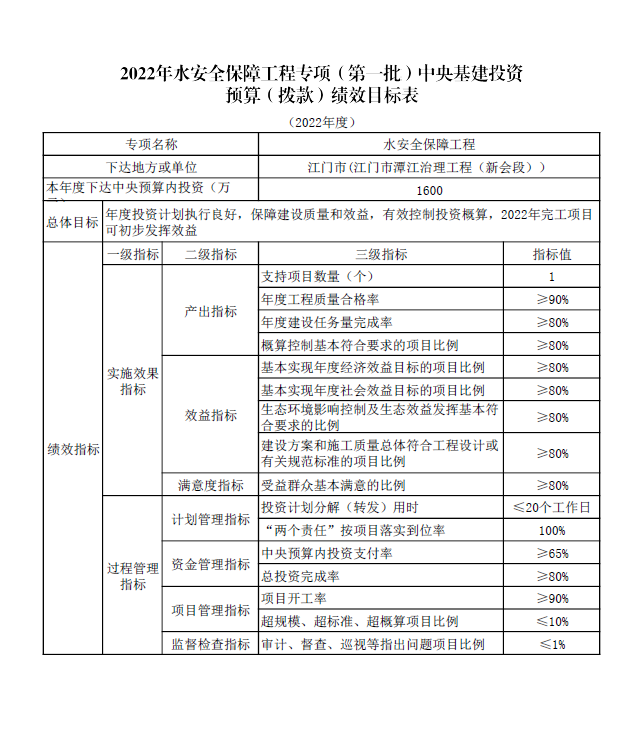 2022年水安全保障工程专项（第一批）中央基建投资
预算（拨款）绩效目标表
（2022年度）
专项名称 水安全保障工程
下达地方或单位 江门市(江门市潭江治理工程（新会段）)
本年度下达中央预算内投资（万 1600
总体目标 年度投资计划执行良好，保障建设质量和效益，有效控制投资概算，2022年完工项目
可初步发挥效益
绩效指标 一级指标 二级指标 三级指标 指标值
实施效果
指标
产出指标 支持项目数量（个） 1
年度工程质量合格率 ≥90%
年度建设任务量完成率 ≥80%
概算控制基本符合要求的项目比例 ≥80%
效益指标 基本实现年度经济效益目标的项目比例 ≥80%
基本实现年度社会效益目标的项目比例 ≥80%
生态环境影响控制及生态效益发挥基本符
合要求的比例 ≥80%
建设方案和施工质量总体符合工程设计或
有关规范标准的项目比例 ≥80%
满意度指标 受益群众基本满意的比例 ≥80%
过程管理
指标
计划管理指标 投资计划分解（转发）用时 ≤20个工作日
“两个责任”按项目落实到位率 100%
资金管理指标 中央预算内投资支付率 ≥65%
总投资完成率 ≥80%
项目管理指标 项目开工率 ≥90%
超规模、超标准、超概算项目比例 ≤10%
监督检查指标 审计、督查、巡视等指出问题项目比例 ≤1%